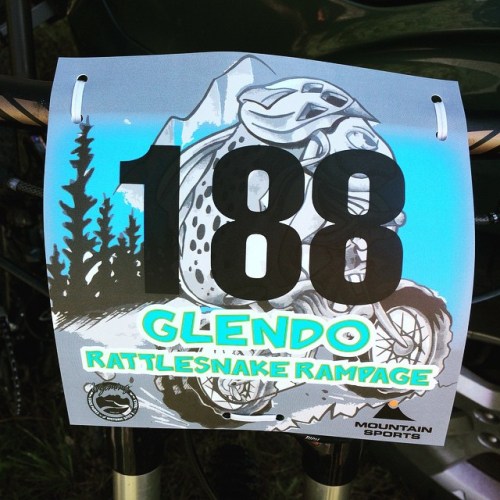 188
GLENDO
RATTLESNAKE RAMPAGE
MOUNTAIN
SPORTS